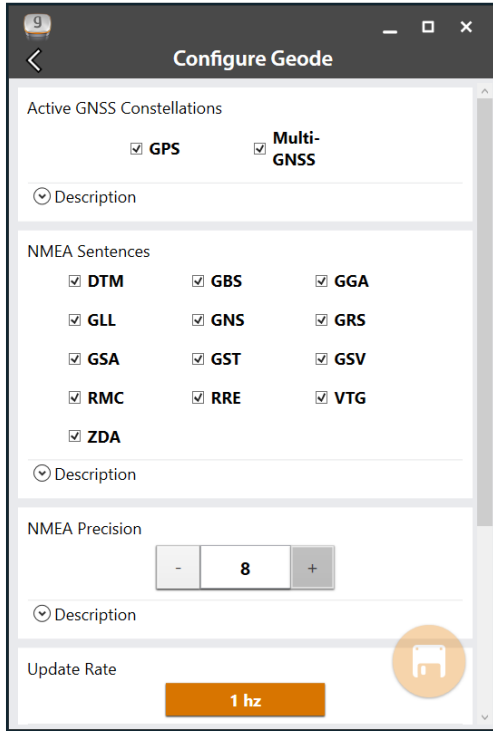 9
Configure Geode
Active GNSS Constellations
GPS Multi-GNSS
Description
NMEA Sentences
DTM GBS GGA
GLL GNS GRS
GSA GST GSV
RMC RRE VTG
ZDA
Description
NMEA Precision
- 8 +
Description
Update Rate
1 hz